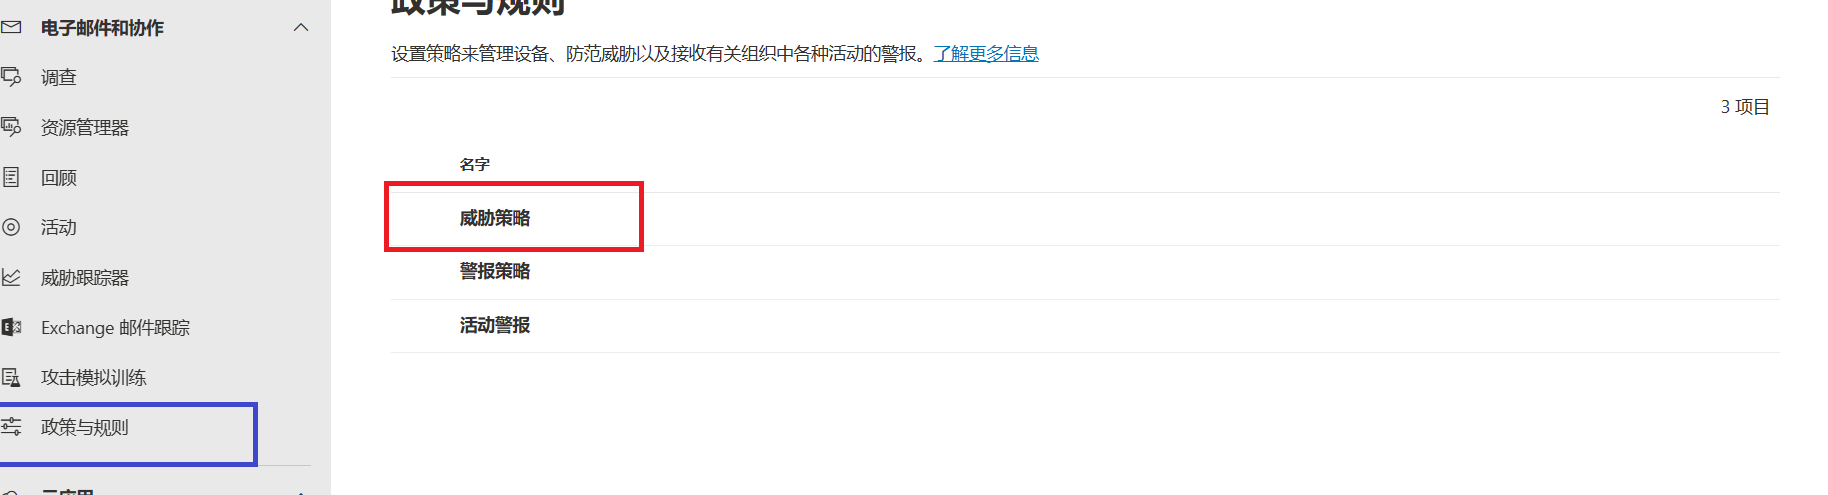 政策与规则
电子邮件和协作
设置策略来管理设备、防范威胁以及接收有关组织中各种活动的警报。了解更多信息
调查
3 项目
资源管理器
名字
回顾
威胁策略
活动
警报策略
威胁跟踪器
活动警报
Exchange 邮件跟踪
攻击模拟训练
政策与规则
云应用